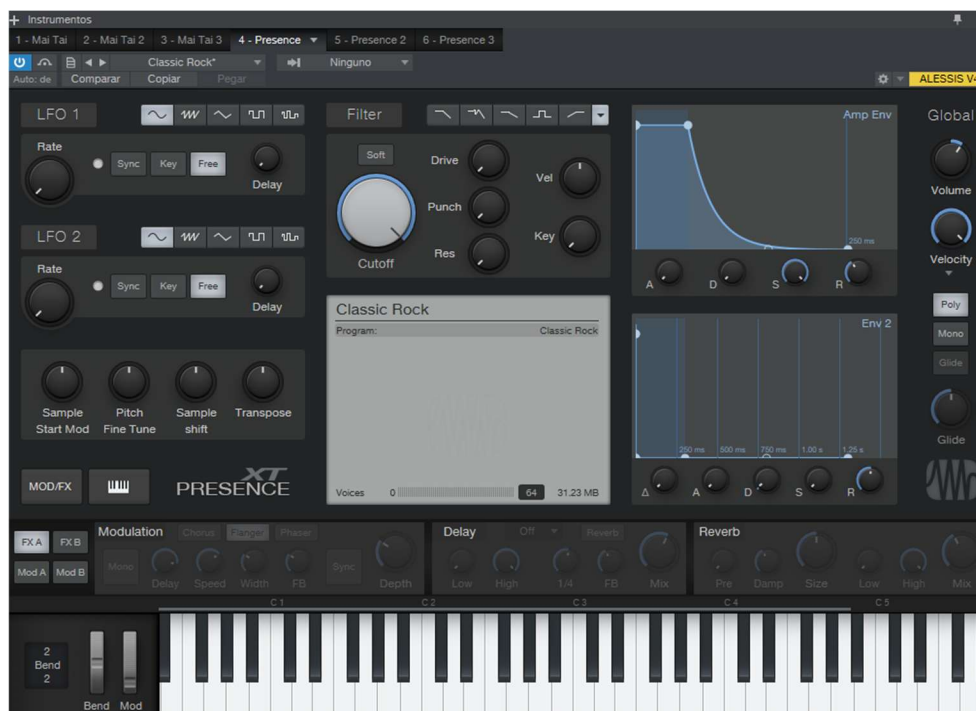 Instrumentos
1 - Mai Tai 2 - Mai Tai 2 3 - Mai Tai 3 4 - Presence 5 - Presence 2 6 - Presence 3
Classic Rock* Ninguno
Auto: de Comparar Copiar Pegar ALESSIS V4
LFO 1
Rate
Sync Key Free
Delay
LFO 2
Rate
Sync Key Free
Delay
Sample Start Mod
Pitch Fine Tune
Sample shift
Transpose
MOD/FX
PRESENCE XT
Filter
Soft
Cutoff
Drive
Punch
Res
Vel
Key
Classic Rock
Program: Classic Rock
Voices 0 64 31.23 MB
Amp Env
250 ms
A D S R
Env 2
250 ms 500 ms 750 ms 1.00 s 1.25 s
Δ A D S R
Global
Volume
Velocity
Poly
Mono
Glide
Glide
FX A FX B
Mod A Mod B
Modulation Chorus Flanger Phaser
Mono Delay Speed Width FB Sync Depth
Delay Off Reverb
Low High 1/4 FB Mix
Reverb
Pre Damp Size Low High Mix
C 1 C 2 C 3 C 4 C 5
2
Bend
2
Bend Mod